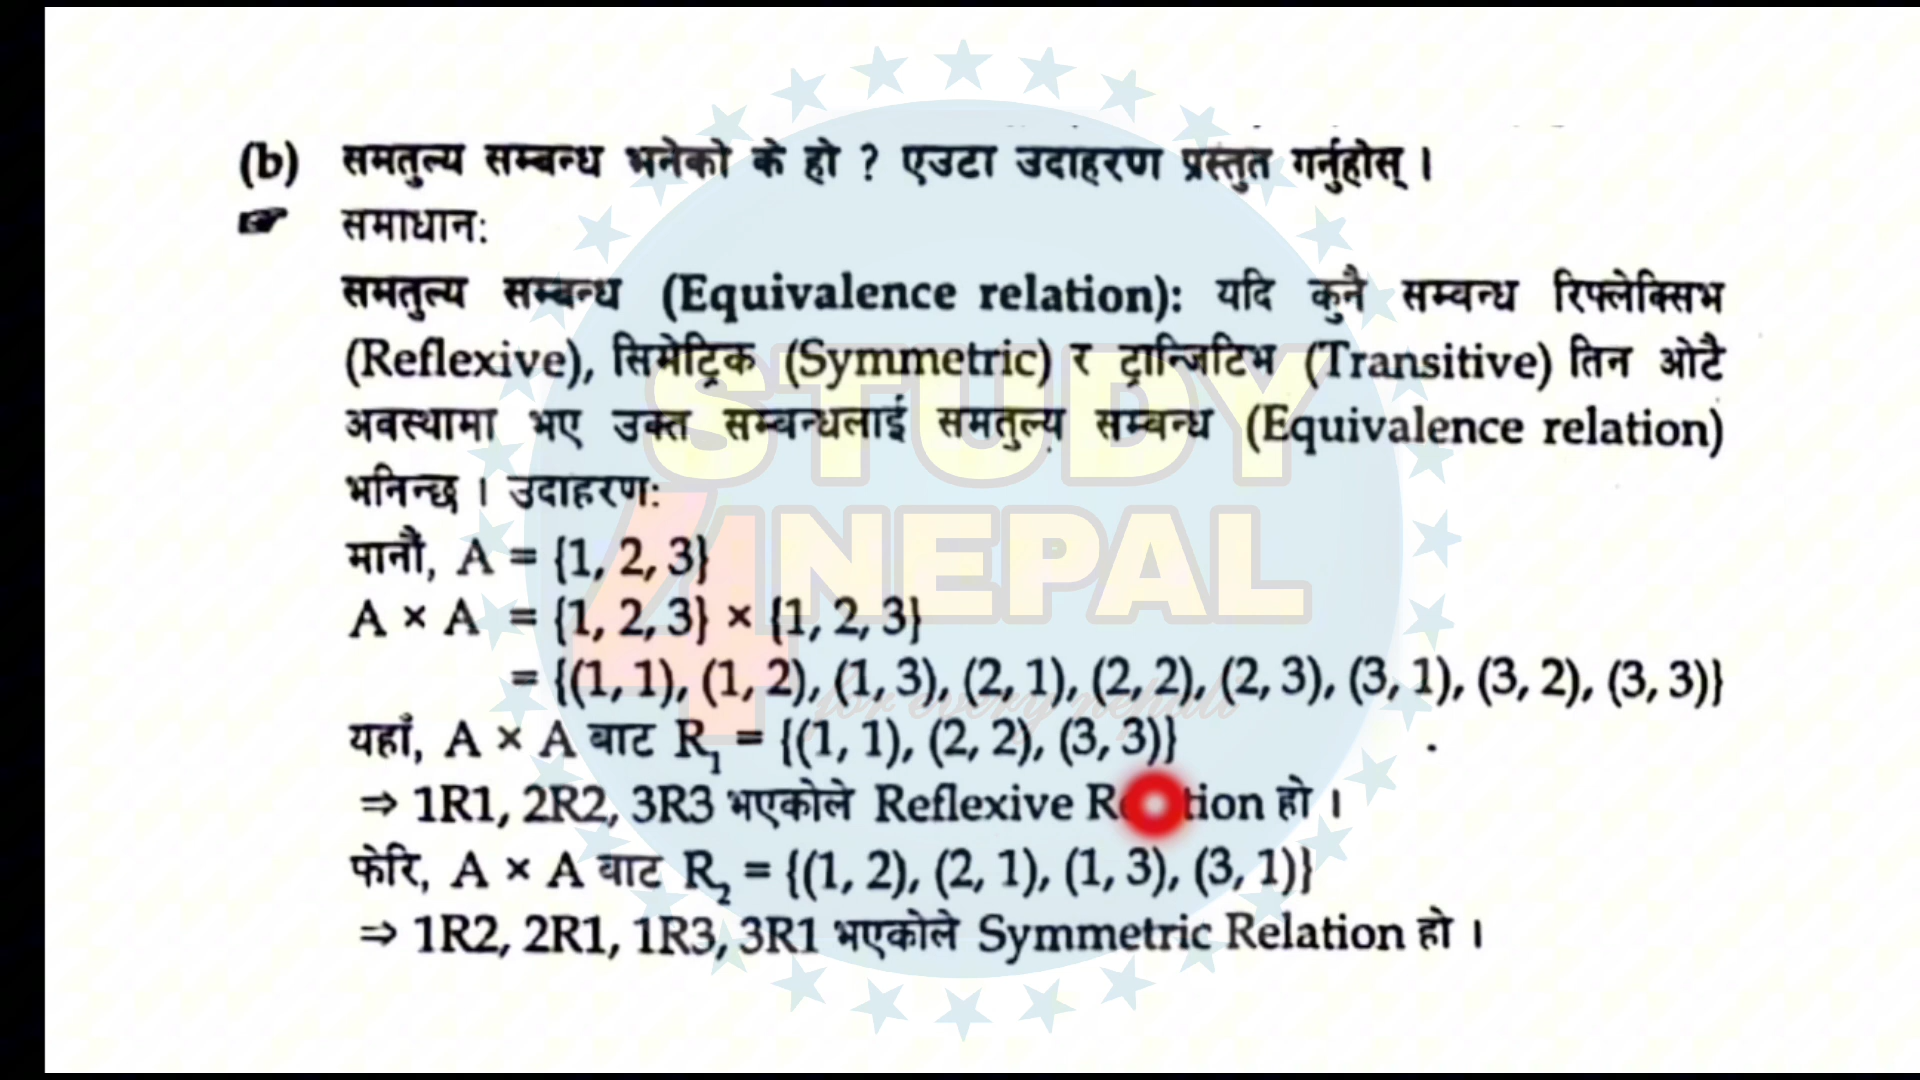 (b) समतुल्य सम्बन्ध भनेको के हो ? एउटा उदाहरण प्रस्तुत गर्नुहोस् ।
☞ समाधान:
समतुल्य सम्बन्ध (Equivalence relation): यदि कुनै सम्बन्ध रिफ्लेक्सिभ
(Reflexive), सिमेट्रिक (Symmetric) र ट्रान्जिटिभ (Transitive) तिन ओटै
अवस्थामा भए उक्त सम्बन्धलाई समतुल्य सम्बन्ध (Equivalence relation)
भनिन्छ । उदाहरण:
मानौं, A = {1, 2, 3}
A × A = {1, 2, 3} × {1, 2, 3}
= {(1, 1), (1, 2), (1, 3), (2, 1), (2, 2), (2, 3), (3, 1), (3, 2), (3, 3)}
यहाँ, A × A बाट R₁ = {(1, 1), (2, 2), (3, 3)}
⇒ 1R1, 2R2, 3R3 भएकोले Reflexive Relation हो ।
फेरि, A × A बाट R₂ = {(1, 2), (2, 1), (1, 3), (3, 1)}
⇒ 1R2, 2R1, 1R3, 3R1 भएकोले Symmetric Relation हो ।
STUDY
4 NEPAL
for every nepali